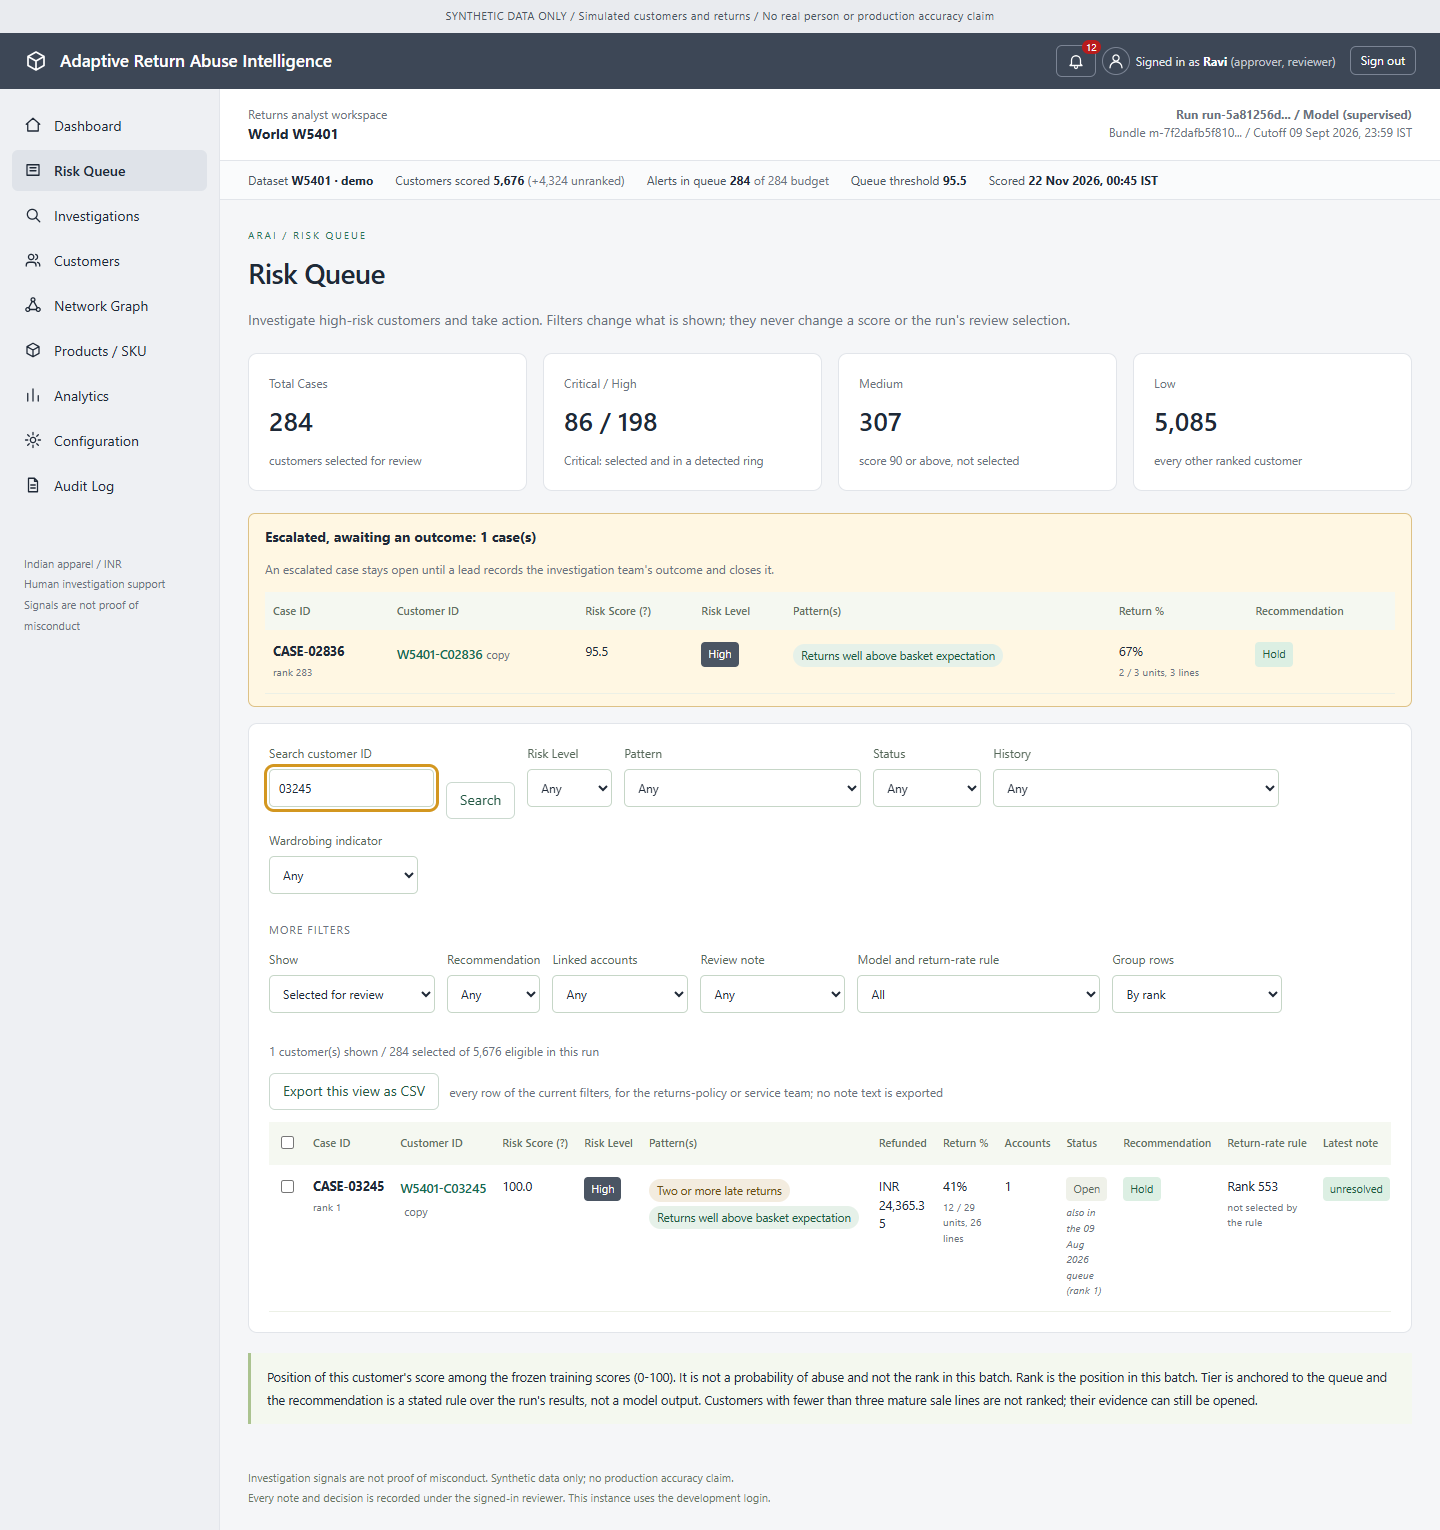 SYNTHETIC DATA ONLY / Simulated customers and returns / No real person or production accuracy claim
Adaptive Return Abuse Intelligence
12
Signed in as Ravi (approver, reviewer)
Sign out
Dashboard
Risk Queue
Investigations
Customers
Network Graph
Products / SKU
Analytics
Configuration
Audit Log
Indian apparel / INR
Human investigation support
Signals are not proof of
misconduct
Returns analyst workspace
World W5401
Run run-5a81256d... / Model (supervised)
Bundle m-7f2dafb5f810... / Cutoff 09 Sept 2026, 23:59 IST
Dataset W5401 · demo
Customers scored 5,676 (+4,324 unranked)
Alerts in queue 284 of 284 budget
Queue threshold 95.5
Scored 22 Nov 2026, 00:45 IST
ARAI / RISK QUEUE
Risk Queue
Investigate high-risk customers and take action. Filters change what is shown; they never change a score or the run's review selection.
Total Cases
284
customers selected for review
Critical / High
86 / 198
Critical: selected and in a detected ring
Medium
307
score 90 or above, not selected
Low
5,085
every other ranked customer
Escalated, awaiting an outcome: 1 case(s)
An escalated case stays open until a lead records the investigation team's outcome and closes it.
Case ID Customer ID Risk Score (?) Risk Level Pattern(s) Return % Recommendation
CASE-02836 W5401-C02836 copy 95.5 High Returns well above basket expectation 67% Hold
rank 283 2 / 3 units, 3 lines
Search customer ID
03245
Search
Risk Level
Any
Pattern
Any
Status
Any
History
Any
Wardrobing indicator
Any
MORE FILTERS
Show
Selected for review
Recommendation
Any
Linked accounts
Any
Review note
Any
Model and return-rate rule
All
Group rows
By rank
1 customer(s) shown / 284 selected of 5,676 eligible in this run
Export this view as CSV
every row of the current filters, for the returns-policy or service team; no note text is exported
Case ID Customer ID Risk Score (?) Risk Level Pattern(s) Refunded Return % Accounts Status Recommendation Return-rate rule Latest note
CASE-03245
rank 1
W5401-C03245
copy
100.0
High
Two or more late returns
Returns well above basket expectation
INR
24,365.3
5
41%
12 / 29
units, 26
lines
1
Open
also in
the 09
Aug
2026
queue
(rank 1)
Hold
Rank 553
not selected by
the rule
unresolved
Position of this customer's score among the frozen training scores (0-100). It is not a probability of abuse and not the rank in this batch. Rank is the position in this batch. Tier is anchored to the queue and
the recommendation is a stated rule over the run's results, not a model output. Customers with fewer than three mature sale lines are not ranked; their evidence can still be opened.
Investigation signals are not proof of misconduct. Synthetic data only; no production accuracy claim.
Every note and decision is recorded under the signed-in reviewer. This instance uses the development login.